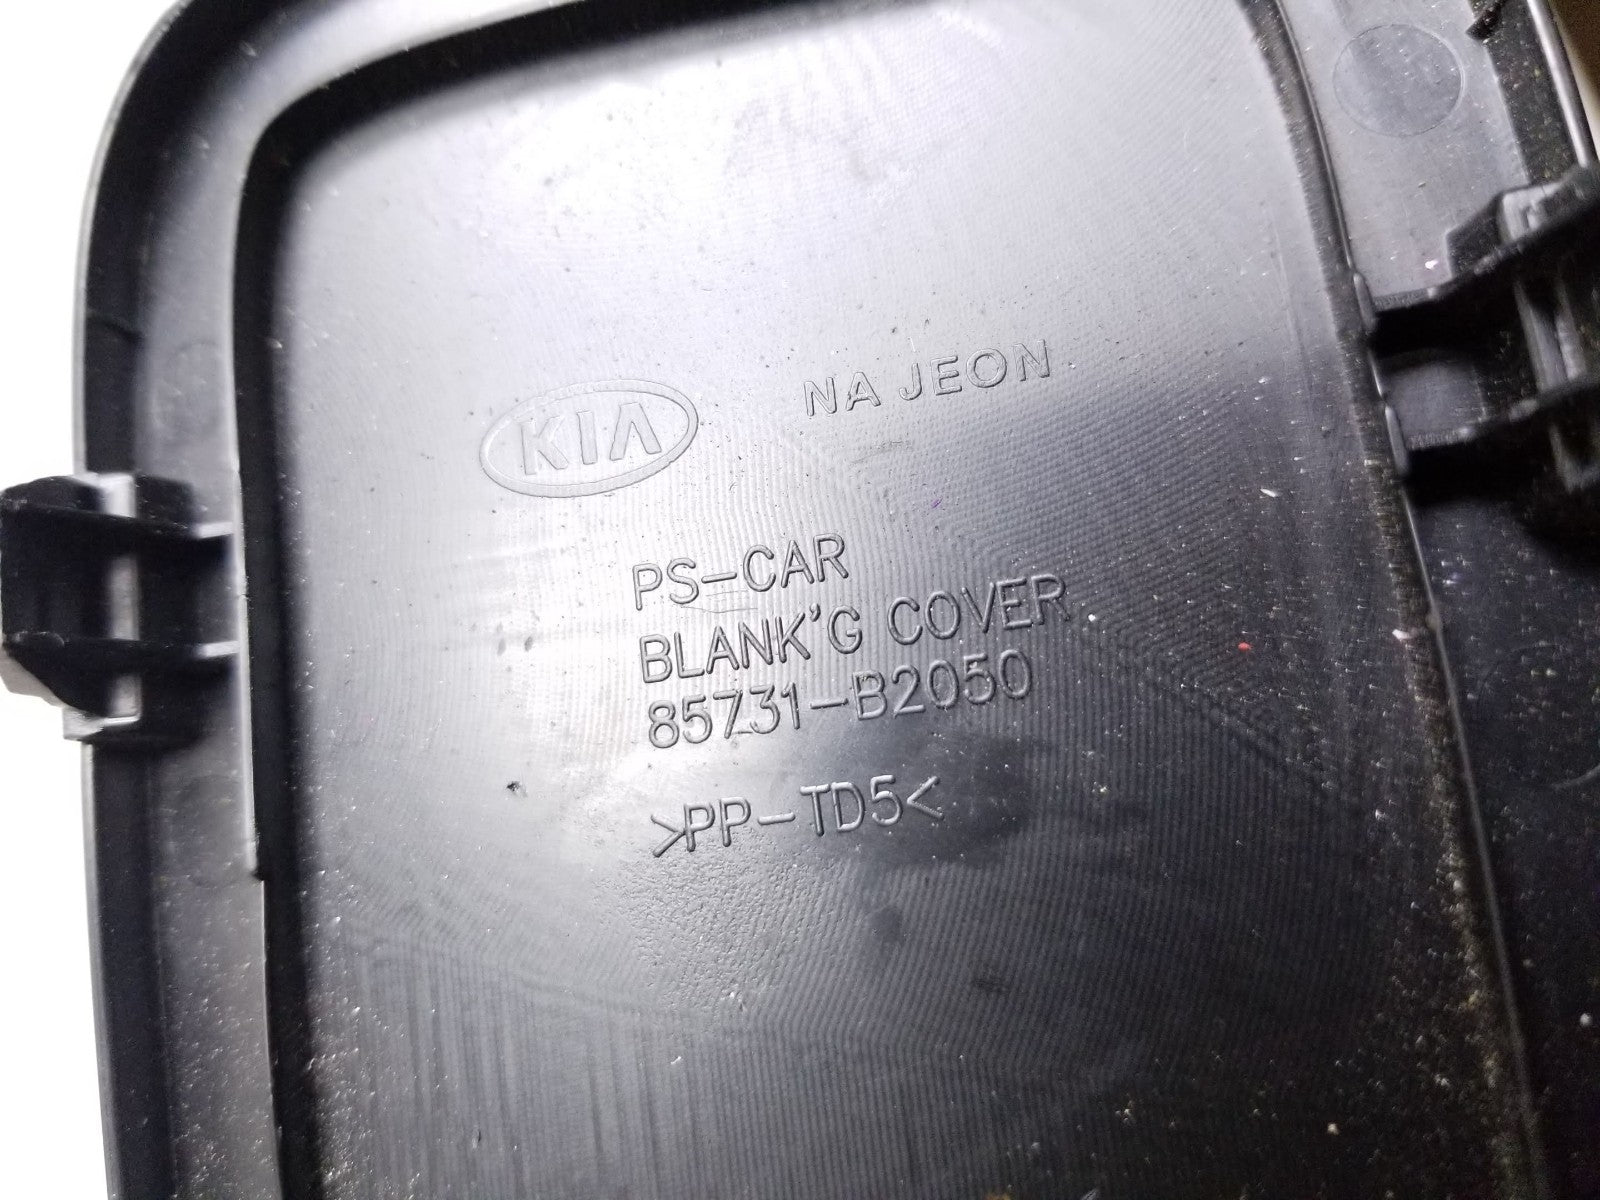 KIA
NA JEON
PS-CAR
BLANK'G COVER
85731-B2050
>PP-TD5<